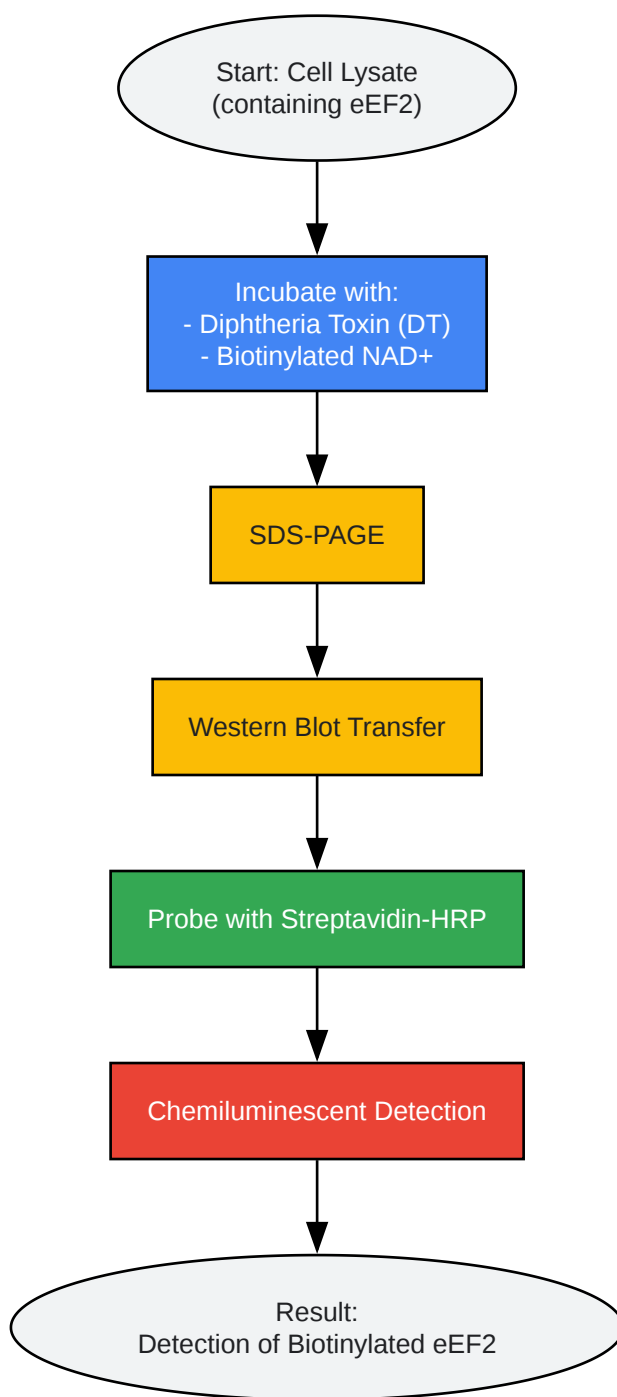 Start: Cell Lysate
(containing eEF2)
Incubate with:
- Diphtheria Toxin (DT)
- Biotinylated NAD+
SDS-PAGE
Western Blot Transfer
Probe with Streptavidin-HRP
Chemiluminescent Detection
Result:
Detection of Biotinylated eEF2